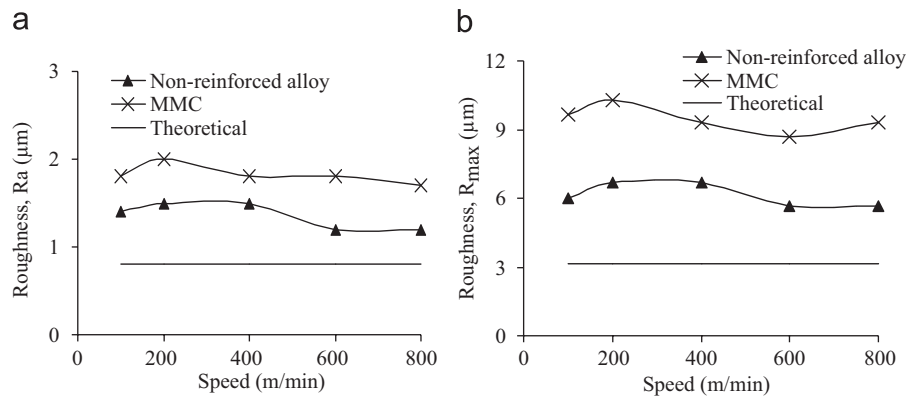 a
3
2
1
0
Roughness, Ra (μm)
Non-reinforced alloy
MMC
Theoretical
0 200 400 600 800
Speed (m/min)
b
12
9
6
3
0
Roughness, Rmax (μm)
Non-reinforced alloy
MMC
Theoretical
0 200 400 600 800
Speed (m/min)